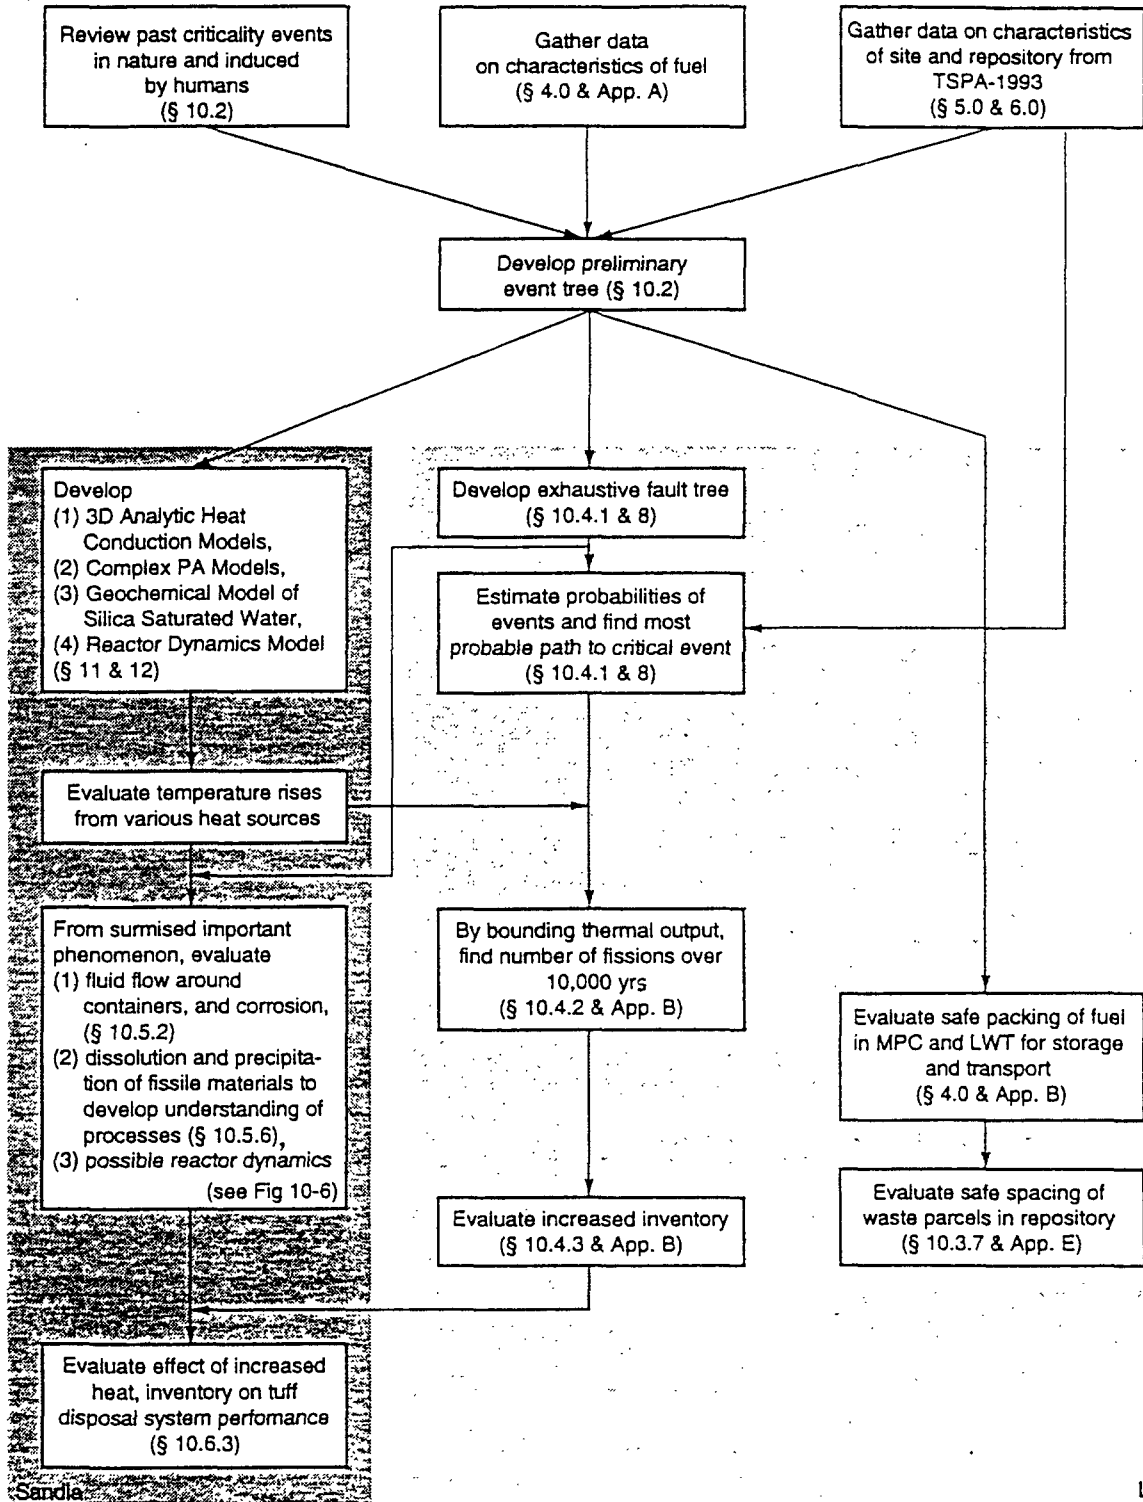 Review past criticality events
in nature and induced
by humans
(§ 10.2)
Gather data
on characteristics of fuel
(§ 4.0 & App. A)
Gather data on characteristics
of site and repository from
TSPA-1993
(§ 5.0 & 6.0)
Develop preliminary
event tree (§ 10.2)
Develop
(1) 3D Analytic Heat
Conduction Models,
(2) Complex PA Models,
(3) Geochemical Model of
Silica Saturated Water,
(4) Reactor Dynamics Model
(§ 11 & 12)
Develop exhaustive fault tree
(§ 10.4.1 & 8)
Estimate probabilities of
events and find most
probable path to critical event
(§ 10.4.1 & 8)
Evaluate temperature rises
from various heat sources
From surmised important
phenomenon, evaluate
(1) fluid flow around
containers, and corrosion,
(§ 10.5.2)
(2) dissolution and precipita-
tion of fissile materials to
develop understanding of
processes (§ 10.5.6),
(3) possible reactor dynamics
(see Fig 10-6)
By bounding thermal output,
find number of fissions over
10,000 yrs
(§ 10.4.2 & App. B)
Evaluate safe packing of fuel
in MPC and LWT for storage
and transport
(§ 4.0 & App. B)
Evaluate increased inventory
(§ 10.4.3 & App. B)
Evaluate safe spacing of
waste parcels in repository
(§ 10.3.7 & App. E)
Evaluate effect of increased
heat, inventory on tuff
disposal system perfomance
(§ 10.6.3)
Sandia